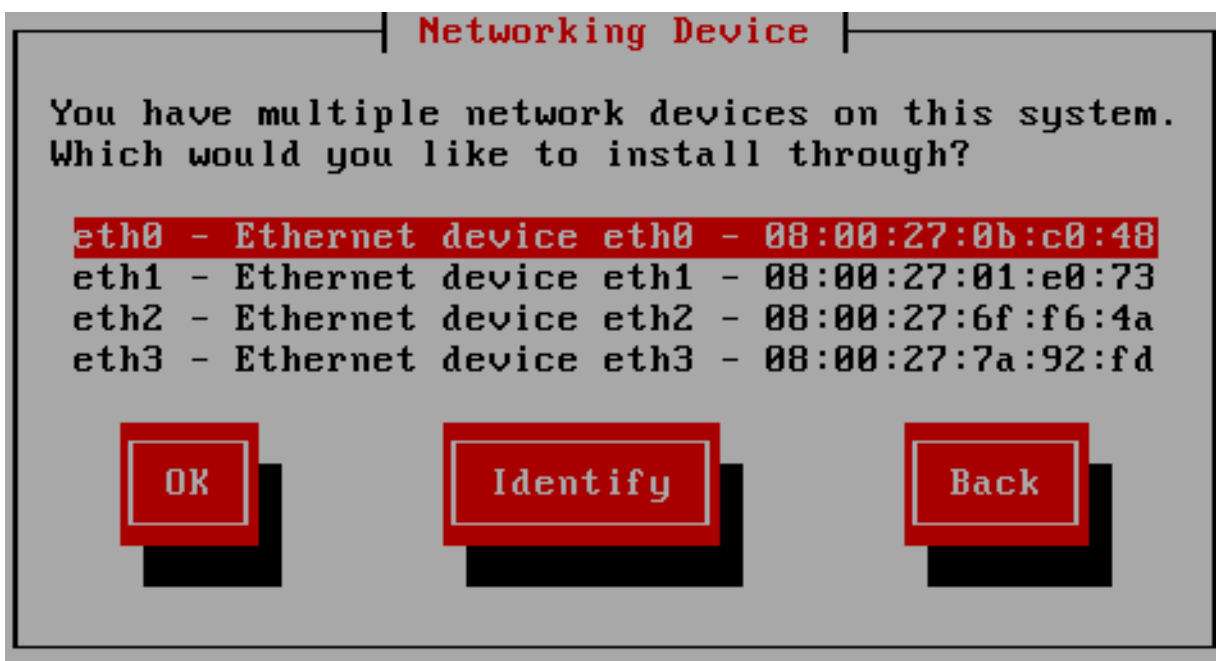 Networking Device
You have multiple network devices on this system.
Which would you like to install through?
eth0 - Ethernet device eth0 - 08:00:27:0b:c0:48
eth1 - Ethernet device eth1 - 08:00:27:01:e0:73
eth2 - Ethernet device eth2 - 08:00:27:6f:f6:4a
eth3 - Ethernet device eth3 - 08:00:27:7a:92:fd
OK Identify Back